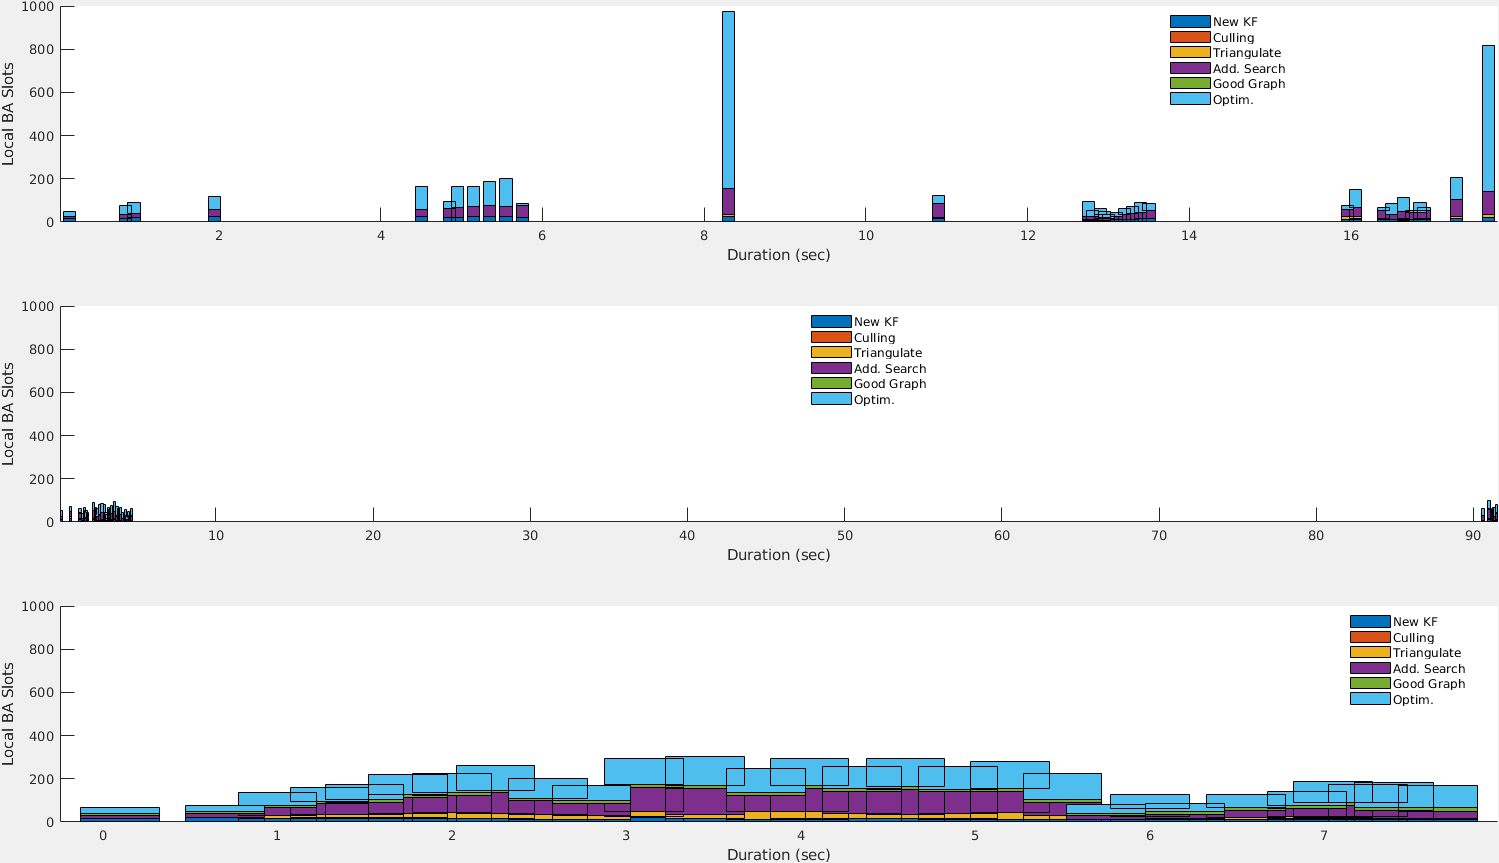 1000
800
600
400
200
0
Local BA Slots
New KF
Culling
Triangulate
Add. Search
Good Graph
Optim.
2 4 6 8 10 12 14 16
Duration (sec)
1000
800
600
400
200
0
Local BA Slots
New KF
Culling
Triangulate
Add. Search
Good Graph
Optim.
10 20 30 40 50 60 70 80 90
Duration (sec)
1000
800
600
400
200
0
Local BA Slots
New KF
Culling
Triangulate
Add. Search
Good Graph
Optim.
0 1 2 3 4 5 6 7
Duration (sec)